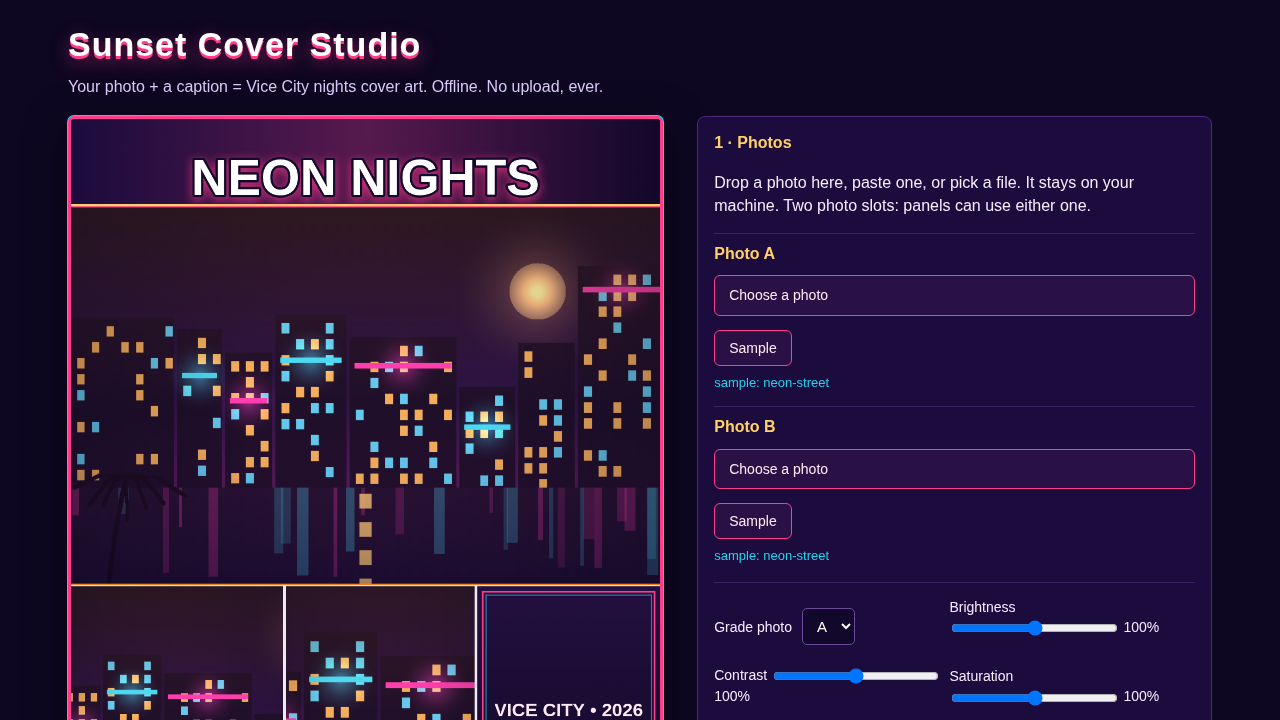 Sunset Cover Studio
Your photo + a caption = Vice City nights cover art. Offline. No upload, ever.
NEON NIGHTS
VICE CITY • 2026
1 · Photos
Drop a photo here, paste one, or pick a file. It stays on your
machine. Two photo slots: panels can use either one.
Photo A
Choose a photo
Sample
sample: neon-street
Photo B
Choose a photo
Sample
sample: neon-street
Grade photo A
Brightness
100%
Contrast
100%
Saturation
100%